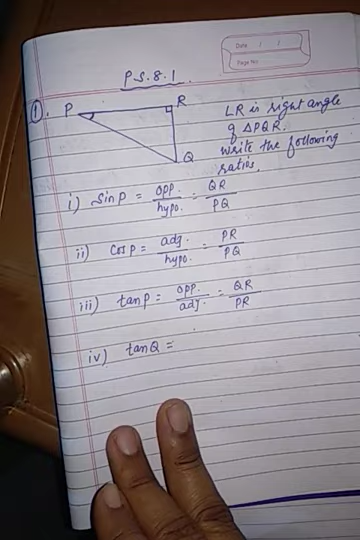 P.S.8.1.
Date / /
Page No.
①. P R
Q
LR is right angle
of △PQR.
write the following
ratios.
i) Sin P = opp./hypo. = QR/PQ
ii) Cos P = adj./hypo. = PR/PQ
iii) tan P = opp./adj. = QR/PR
iv) tan Q =